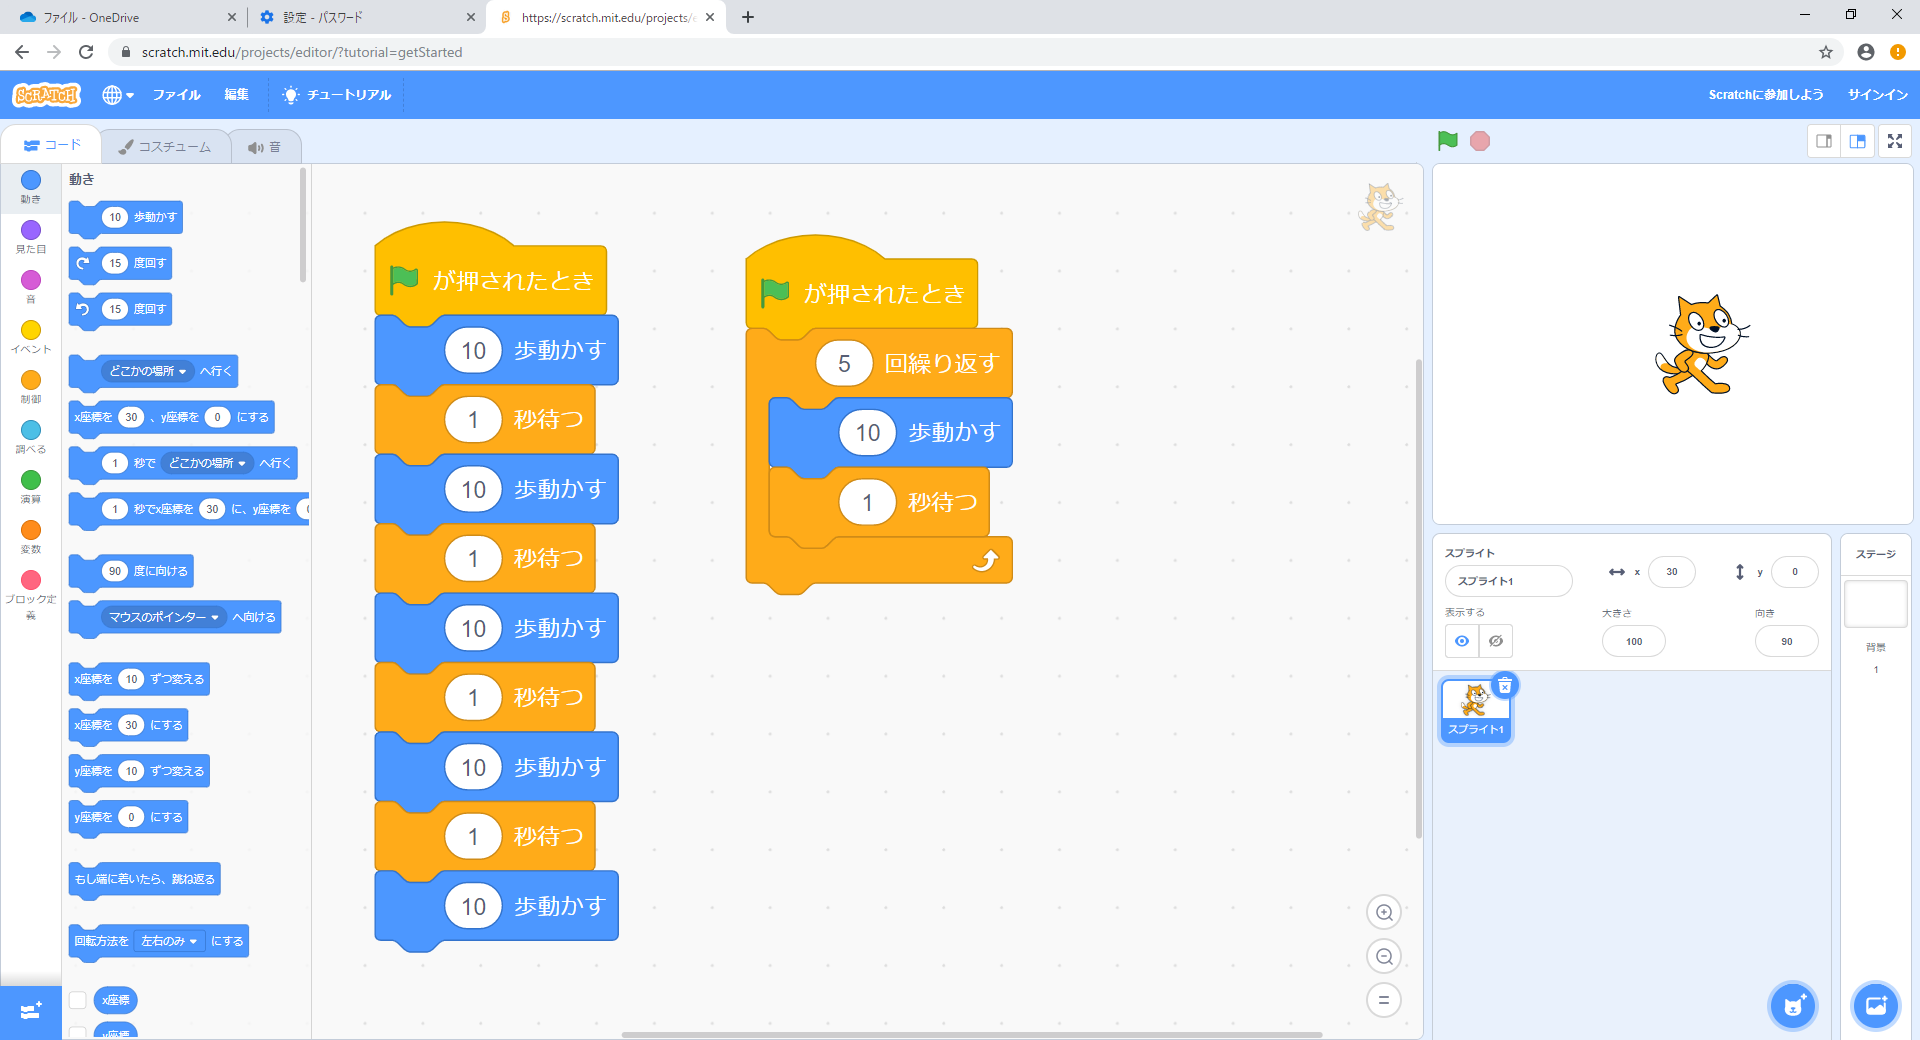 ファイル - OneDrive
設定 - パスワード
https://scratch.mit.edu/projects/e
scratch.mit.edu/projects/editor/?tutorial=getStarted
SCRATCH
ファイル
編集
チュートリアル
Scratchに参加しよう
サインイン
コード
コスチューム
音
動き
見た目
音
イベント
制御
調べる
演算
変数
ブロック定
義
動き
10 歩動かす
15 度回す
15 度回す
どこかの場所 へ行く
x座標を 30 、y座標を 0 にする
1 秒で どこかの場所 へ行く
1 秒でx座標を 30 に、y座標を
90 度に向ける
マウスのポインター へ向ける
x座標を 10 ずつ変える
x座標を 30 にする
y座標を 10 ずつ変える
y座標を 0 にする
もし端に着いたら、跳ね返る
回転方法を 左右のみ にする
x座標
y座標
が押されたとき
10 歩動かす
1 秒待つ
10 歩動かす
1 秒待つ
10 歩動かす
1 秒待つ
10 歩動かす
1 秒待つ
10 歩動かす
が押されたとき
5 回繰り返す
10 歩動かす
1 秒待つ
スプライト
スプライト1
x 30
y 0
表示する
大きさ
100
向き
90
スプライト1
ステージ
背景
1